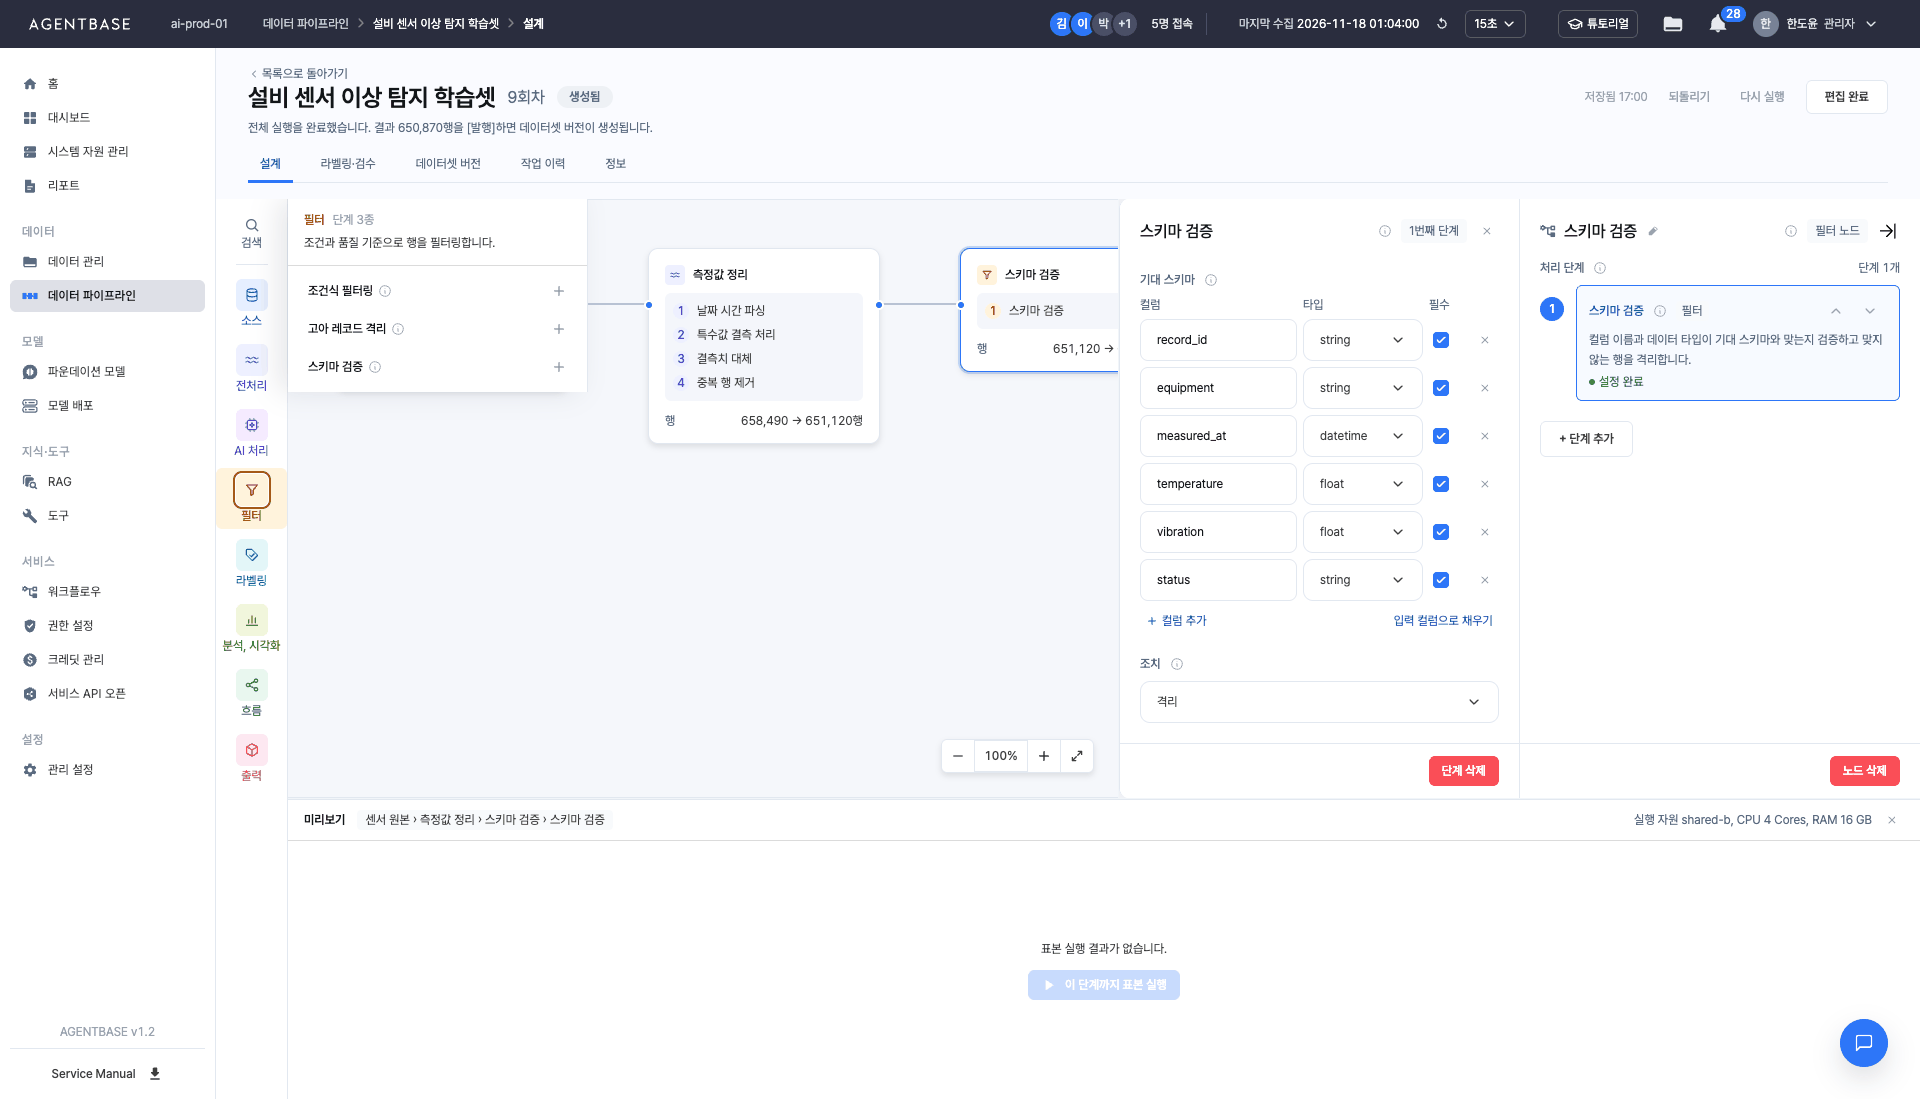 AGENTBASE
ai-prod-01
데이터 파이프라인 > 설비 센서 이상 탐지 학습셋 > 설계
김 이 박 +1 5명 접속
마지막 수집 2026-11-18 01:04:00
15초
튜토리얼
28
한 한도윤 관리자
홈
대시보드
시스템 자원 관리
리포트
데이터
데이터 관리
데이터 파이프라인
모델
파운데이션 모델
모델 배포
지식·도구
RAG
도구
서비스
워크플로우
권한 설정
크레딧 관리
서비스 API 오픈
설정
관리 설정
AGENTBASE v1.2
Service Manual
목록으로 돌아가기
설비 센서 이상 탐지 학습셋 9회차 생성됨
저장됨 17:00 되돌리기 다시 실행 편집 완료
전체 실행을 완료했습니다. 결과 650,870행을 [발행]하면 데이터셋 버전이 생성됩니다.
설계 라벨링·검수 데이터셋 버전 작업 이력 정보
검색
소스
전처리
AI 처리
필터
라벨링
분석, 시각화
흐름
출력
필터 단계 3종
조건과 품질 기준으로 행을 필터링합니다.
조건식 필터링
고아 레코드 격리
스키마 검증
측정값 정리
1 날짜 시간 파싱
2 특수값 결측 처리
3 결측치 대체
4 중복 행 제거
행 658,490 → 651,120행
스키마 검증
1 스키마 검증
행 651,120 →
100%
스키마 검증 1번째 단계
기대 스키마
컬럼 타입 필수
record_id string
equipment string
measured_at datetime
temperature float
vibration float
status string
+ 컬럼 추가 입력 컬럼으로 채우기
조치
격리
단계 삭제
스키마 검증 필터 노드
처리 단계 단계 1개
1 스키마 검증 필터
컬럼 이름과 데이터 타입이 기대 스키마와 맞는지 검증하고 맞지
않는 행을 격리합니다.
설정 완료
+ 단계 추가
노드 삭제
미리보기 센서 원본 › 측정값 정리 › 스키마 검증 › 스키마 검증
실행 자원 shared-b, CPU 4 Cores, RAM 16 GB
표본 실행 결과가 없습니다.
이 단계까지 표본 실행